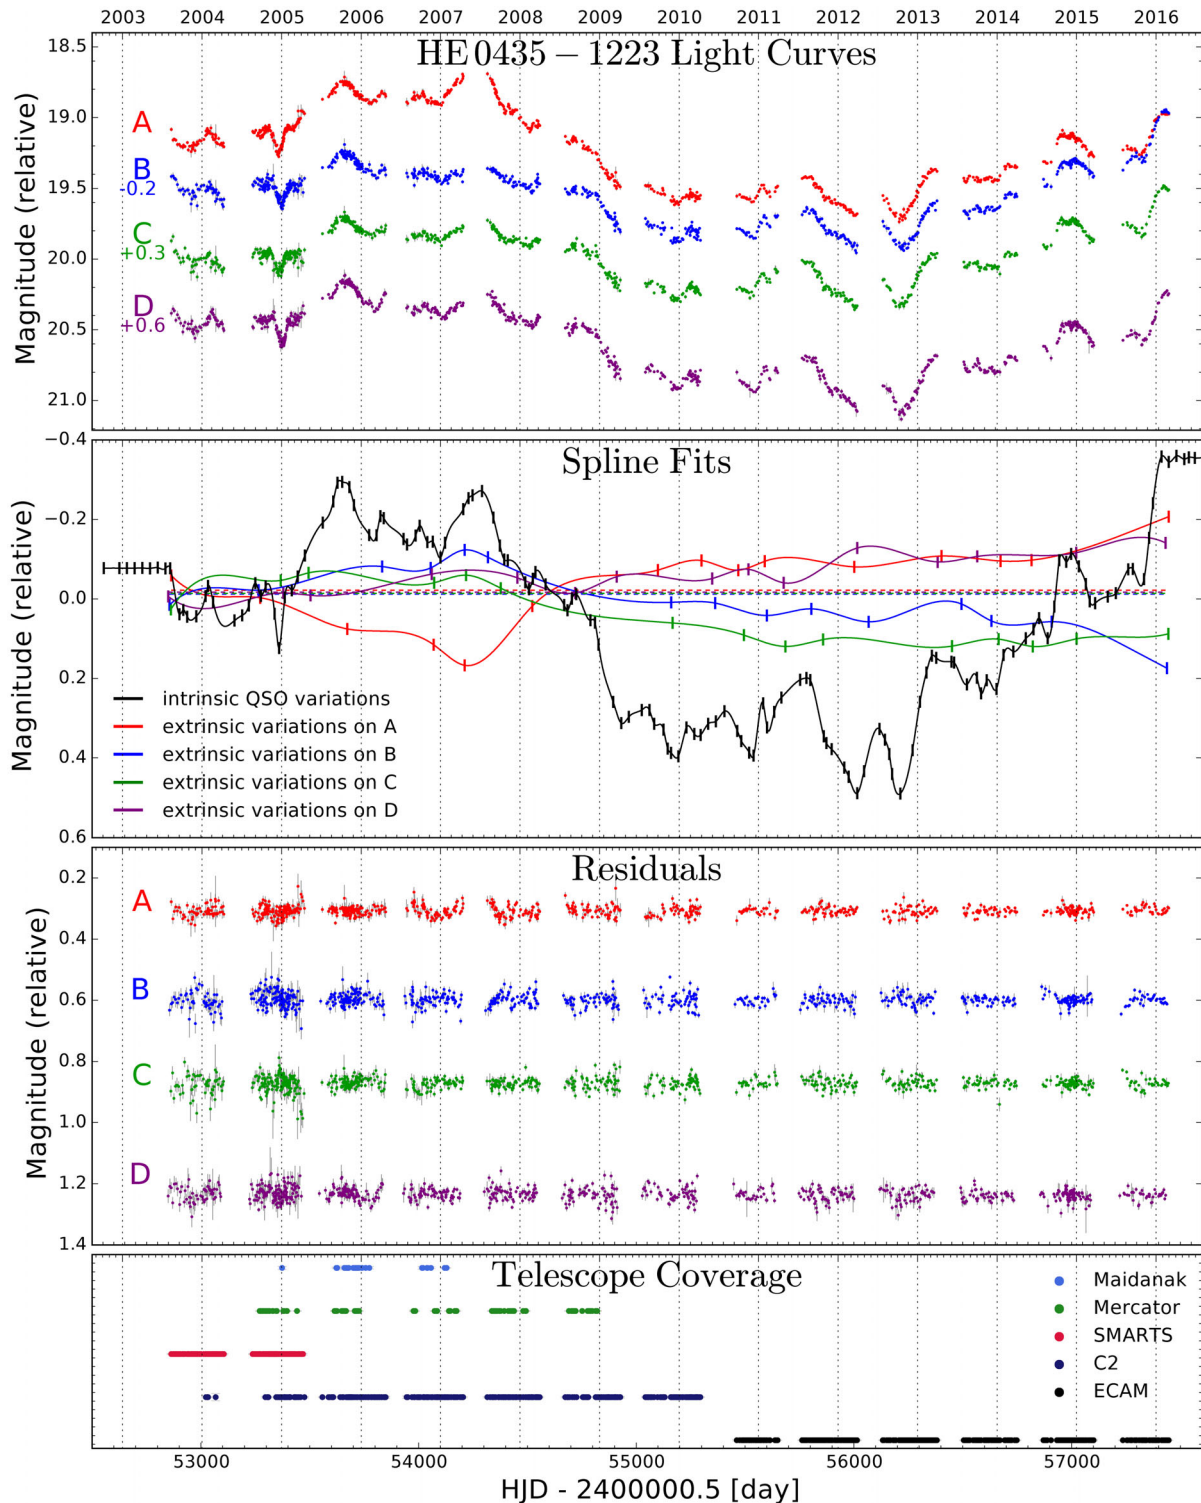 2003 2004 2005 2006 2007 2008 2009 2010 2011 2012 2013 2014 2015 2016
HE 0435 − 1223 Light Curves
Magnitude (relative)
18.5
19.0
19.5
20.0
20.5
21.0
A
B
-0.2
C
+0.3
D
+0.6
Spline Fits
Magnitude (relative)
−0.4
−0.2
0.0
0.2
0.4
0.6
intrinsic QSO variations
extrinsic variations on A
extrinsic variations on B
extrinsic variations on C
extrinsic variations on D
Residuals
Magnitude (relative)
0.2
0.4
0.6
0.8
1.0
1.2
1.4
A
B
C
D
Telescope Coverage
Maidanak
Mercator
SMARTS
C2
ECAM
53000 54000 55000 56000 57000
HJD - 2400000.5 [day]